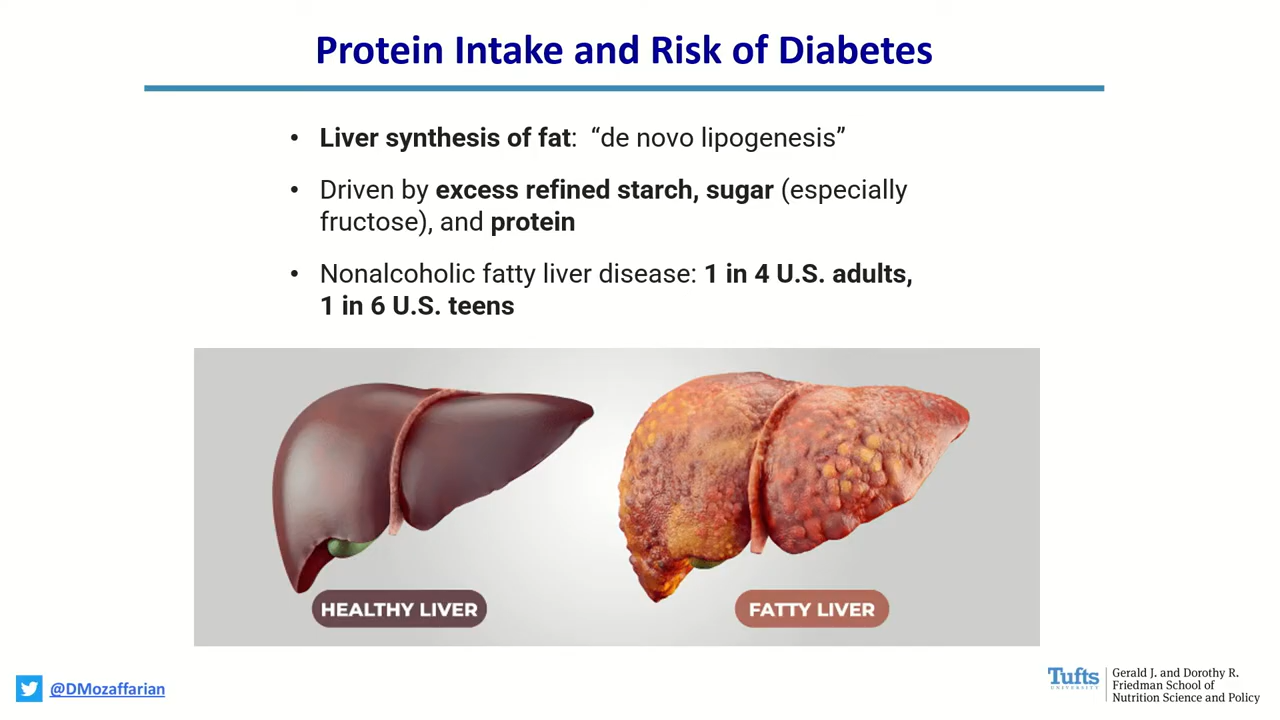 Protein Intake and Risk of Diabetes
• Liver synthesis of fat: “de novo lipogenesis”
• Driven by excess refined starch, sugar (especially
fructose), and protein
• Nonalcoholic fatty liver disease: 1 in 4 U.S. adults,
1 in 6 U.S. teens
HEALTHY LIVER
FATTY LIVER
@DMozaffarian
Tufts
UNIVERSITY
Gerald J. and Dorothy R.
Friedman School of
Nutrition Science and Policy